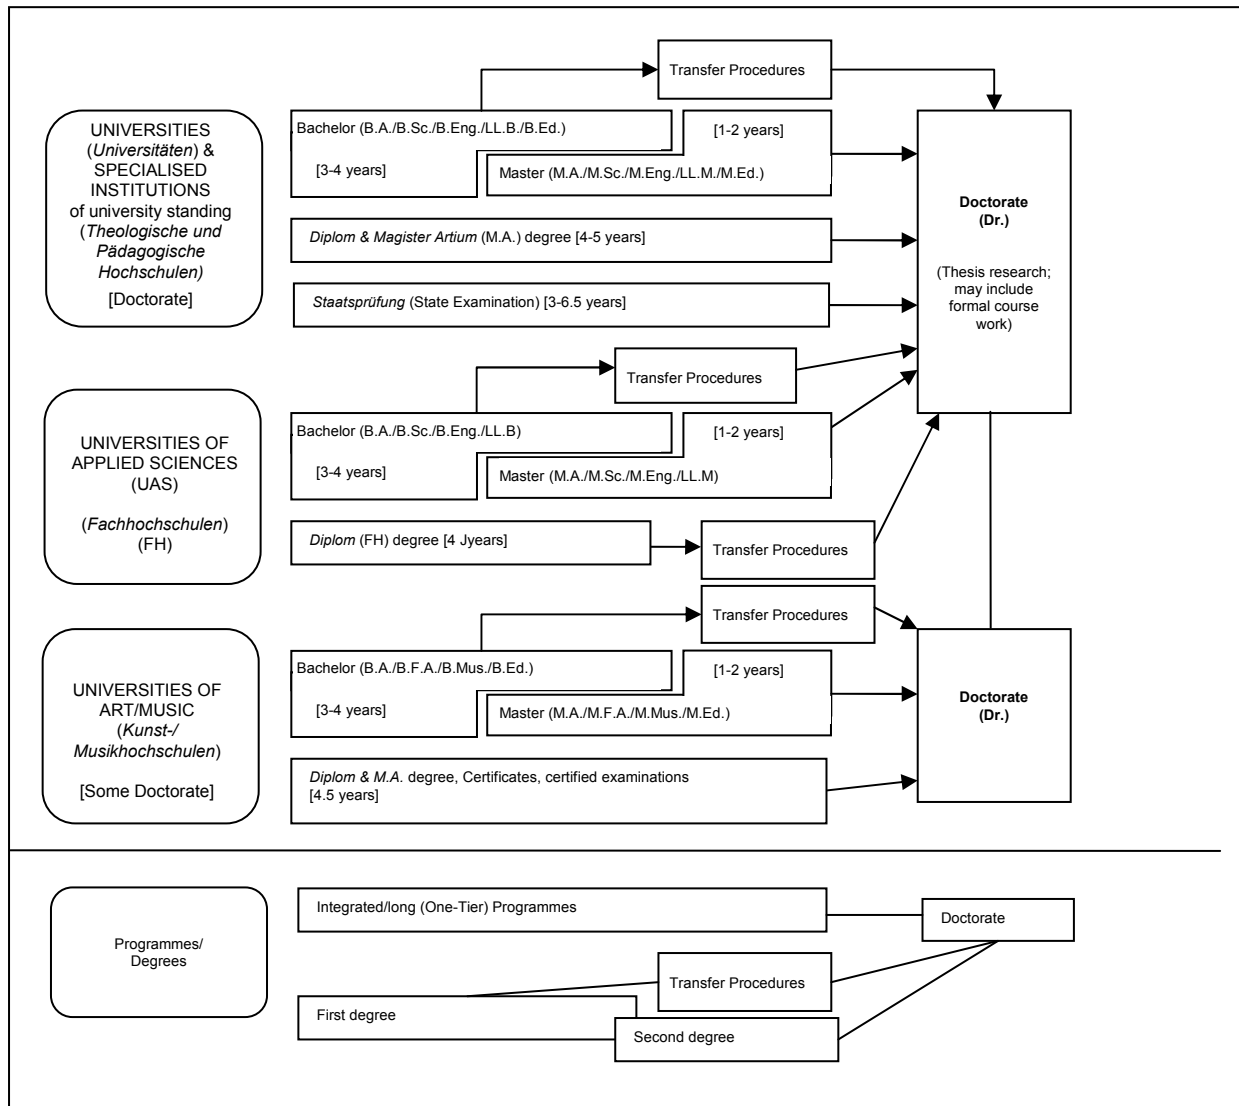 Transfer Procedures
UNIVERSITIES
(Universitäten) &
SPECIALISED
INSTITUTIONS
of university standing
(Theologische und
Pädagogische
Hochschulen)
[Doctorate]
Bachelor (B.A./B.Sc./B.Eng./LL.B./B.Ed.)
[3-4 years]
[1-2 years]
Master (M.A./M.Sc./M.Eng./LL.M./M.Ed.)
Diplom & Magister Artium (M.A.) degree [4-5 years]
Staatsprüfung (State Examination) [3-6.5 years]
Doctorate
(Dr.)
(Thesis research;
may include
formal course
work)
Transfer Procedures
UNIVERSITIES OF
APPLIED SCIENCES
(UAS)
(Fachhochschulen)
(FH)
Bachelor (B.A./B.Sc./B.Eng./LL.B)
[3-4 years]
[1-2 years]
Master (M.A./M.Sc./M.Eng./LL.M)
Diplom (FH) degree [4 Jyears]
Transfer Procedures
Transfer Procedures
UNIVERSITIES OF
ART/MUSIC
(Kunst-/
Musikhochschulen)
[Some Doctorate]
Bachelor (B.A./B.F.A./B.Mus./B.Ed.)
[3-4 years]
[1-2 years]
Master (M.A./M.F.A./M.Mus./M.Ed.)
Diplom & M.A. degree, Certificates, certified examinations
[4.5 years]
Doctorate
(Dr.)
Programmes/
Degrees
Integrated/long (One-Tier) Programmes
Doctorate
Transfer Procedures
First degree
Second degree